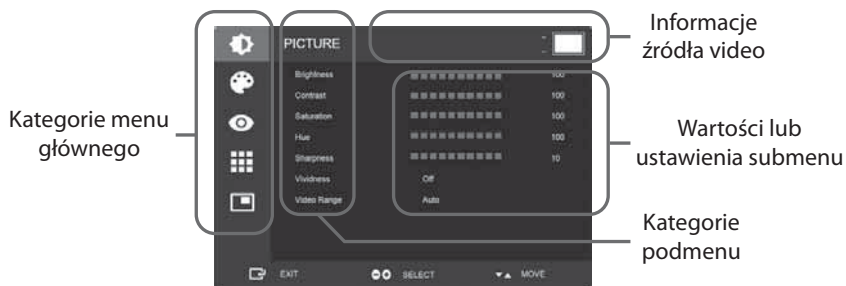 Informacje
źródła video
Kategorie menu
głównego
PICTURE
Brightness 100
Contrast 100
Saturation 100
Hue 100
Sharpness 10
Vividness Off
Video Range Auto
EXIT SELECT MOVE
Wartości lub
ustawienia submenu
Kategorie
podmenu